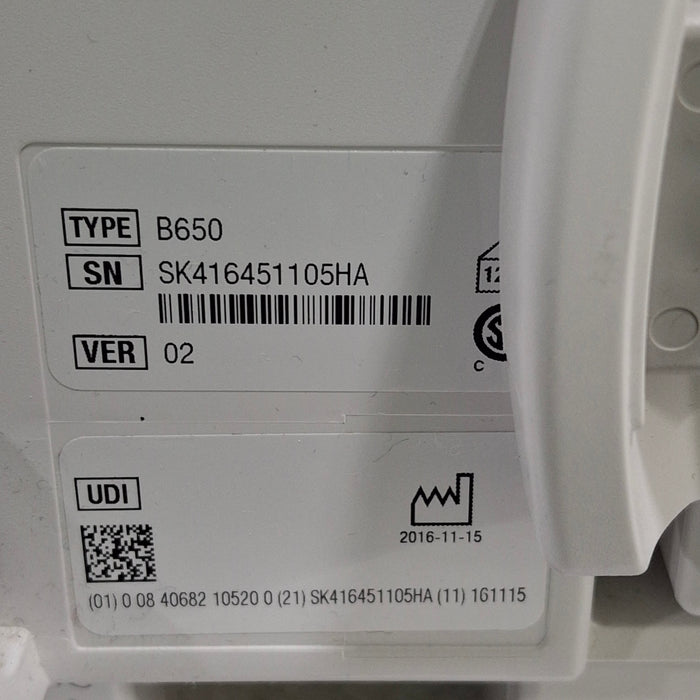 TYPE B650
SN SK416451105HA
VER 02
C
UDI
2016-11-15
(01) 0 08 40682 10520 0 (21) SK416451105HA (11) 161115